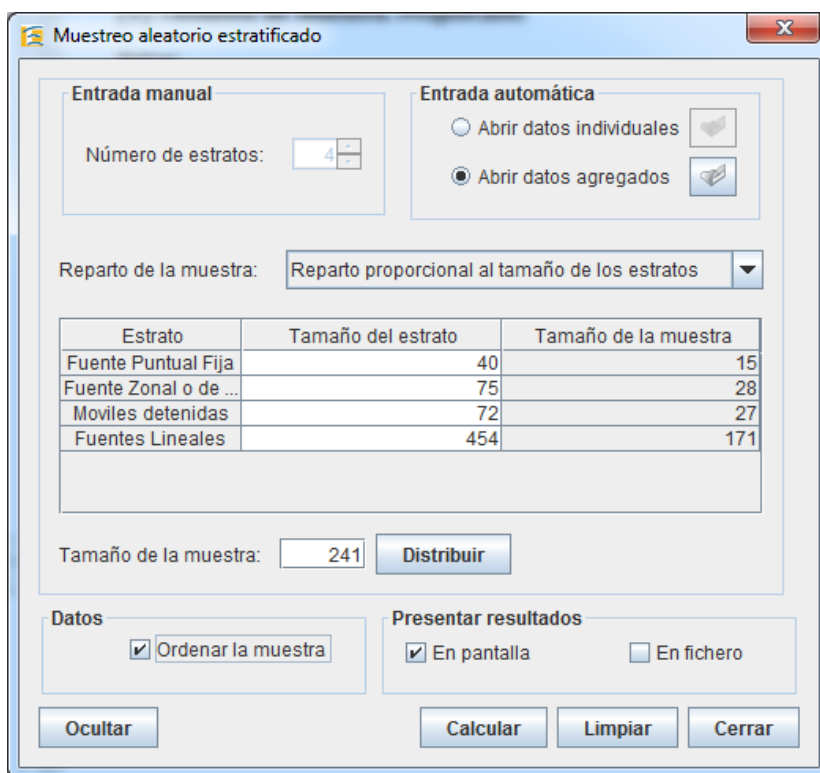 Muestreo aleatorio estratificado
Entrada manual
Número de estratos: 4
Entrada automática
Abrir datos individuales
Abrir datos agregados
Reparto de la muestra: Reparto proporcional al tamaño de los estratos
Estrato Tamaño del estrato Tamaño de la muestra
Fuente Puntual Fija 40 15
Fuente Zonal o de ... 75 28
Moviles detenidas 72 27
Fuentes Lineales 454 171
Tamaño de la muestra: 241 Distribuir
Datos
Ordenar la muestra
Presentar resultados
En pantalla En fichero
Ocultar Calcular Limpiar Cerrar